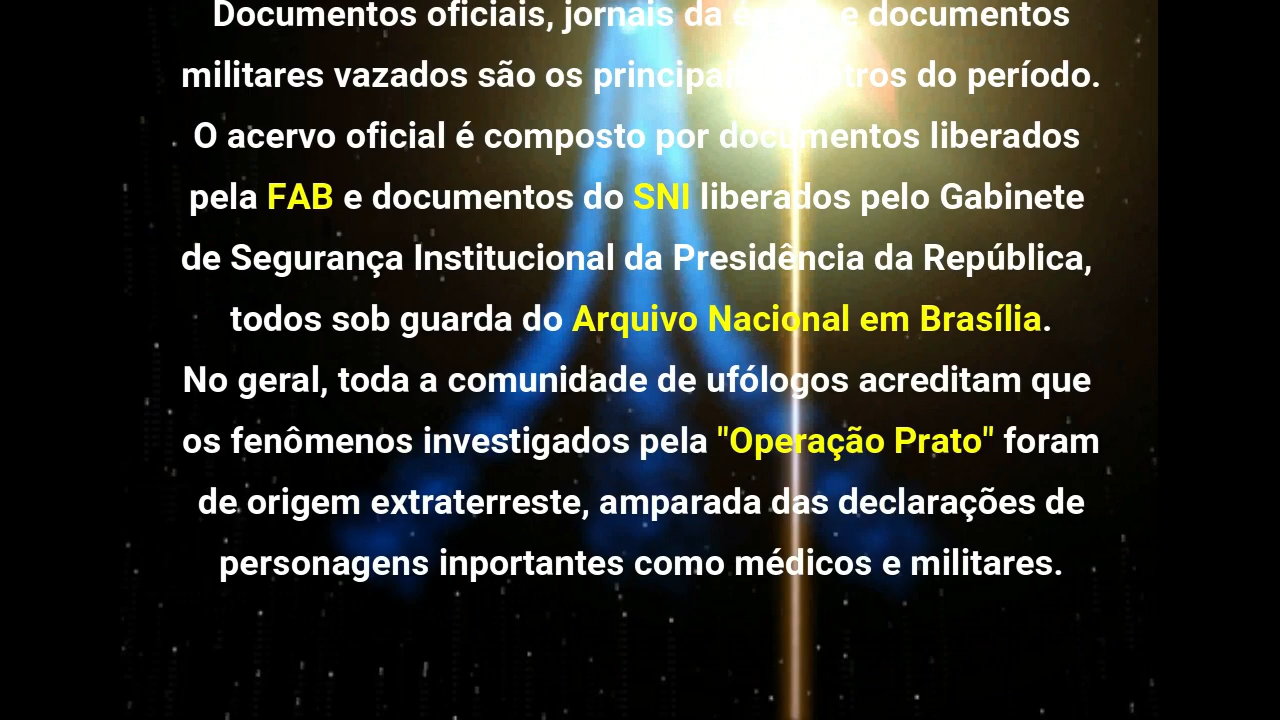 Documentos oficiais, jornais da e documentos
militares vazados são os do período.
O acervo oficial é composto por documentos liberados
pela FAB e documentos do SNI liberados pelo Gabinete
de Segurança Institucional da Presidência da República,
todos sob guarda do Arquivo Nacional em Brasília.
No geral, toda a comunidade de ufólogos acreditam que
os fenômenos investigados pela "Operação Prato" foram
de origem extraterreste, amparada das declarações de
personagens inportantes como médicos e militares.